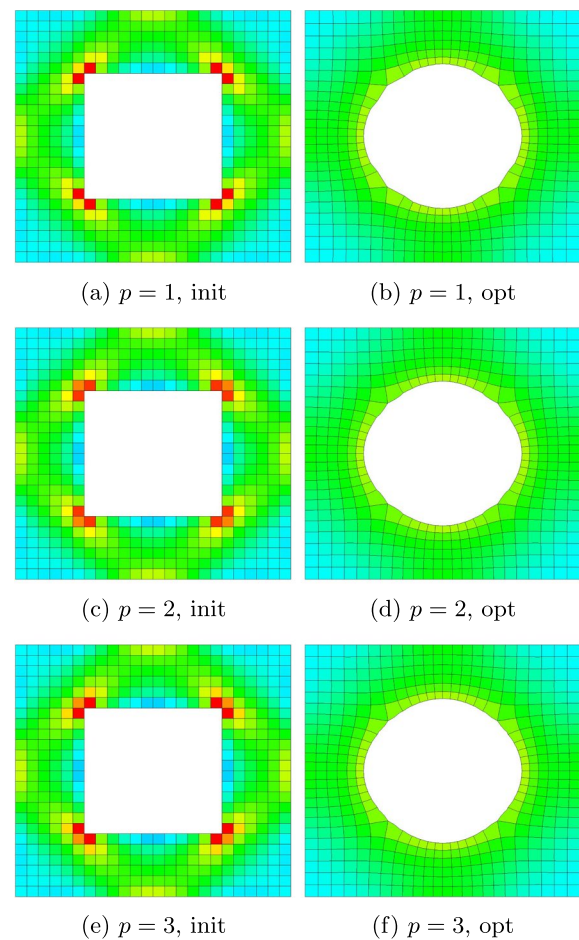 (a) p = 1, init
(b) p = 1, opt
(c) p = 2, init
(d) p = 2, opt
(e) p = 3, init
(f) p = 3, opt